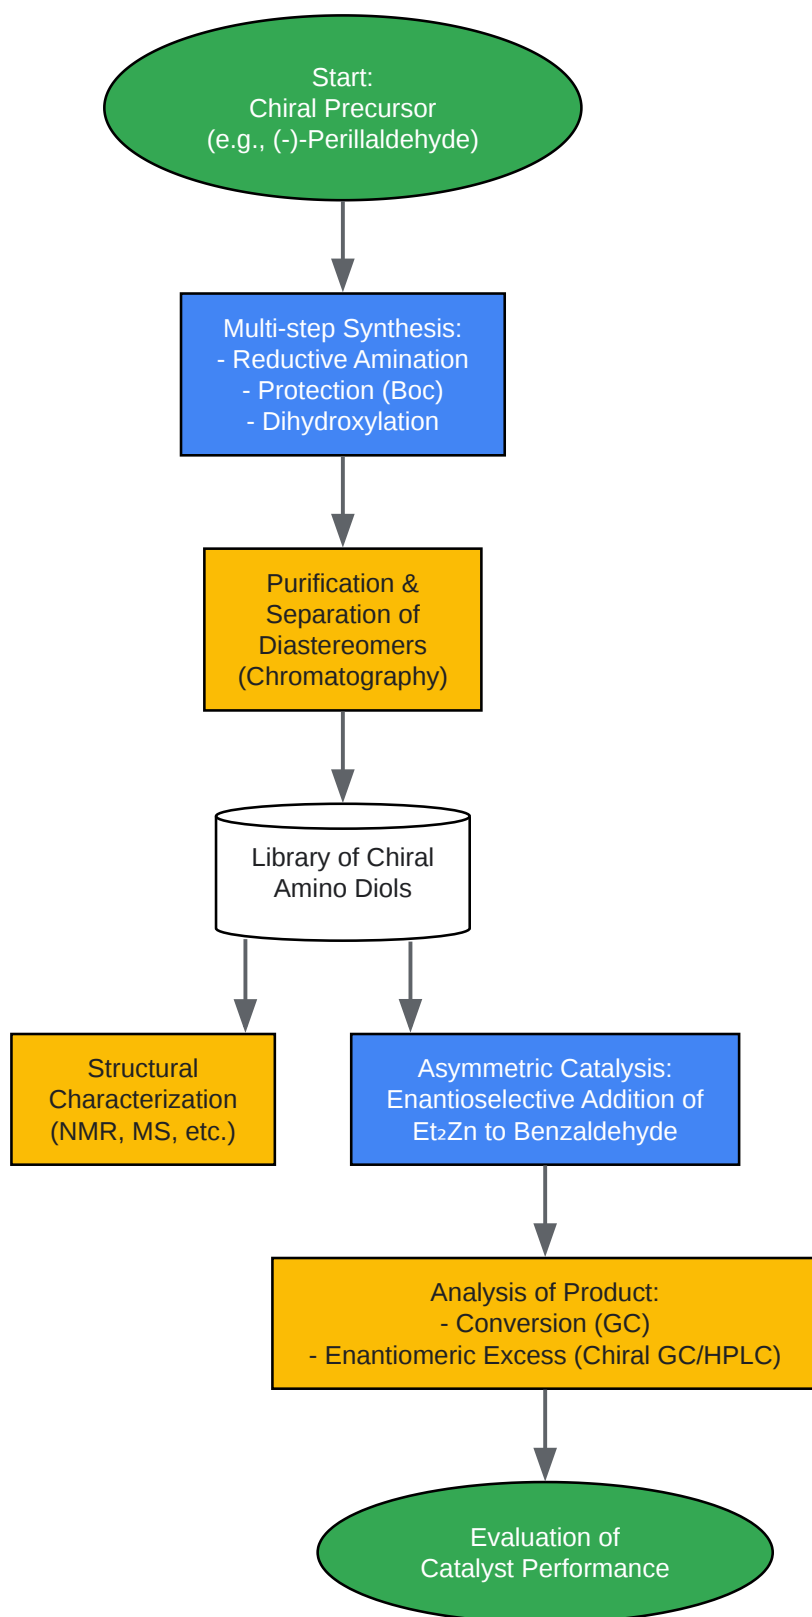 Start:
Chiral Precursor
(e.g., (-)-Perillaldehyde)
Multi-step Synthesis:
- Reductive Amination
- Protection (Boc)
- Dihydroxylation
Purification &
Separation of
Diastereomers
(Chromatography)
Library of Chiral
Amino Diols
Structural
Characterization
(NMR, MS, etc.)
Asymmetric Catalysis:
Enantioselective Addition of
Et₂Zn to Benzaldehyde
Analysis of Product:
- Conversion (GC)
- Enantiomeric Excess (Chiral GC/HPLC)
Evaluation of
Catalyst Performance